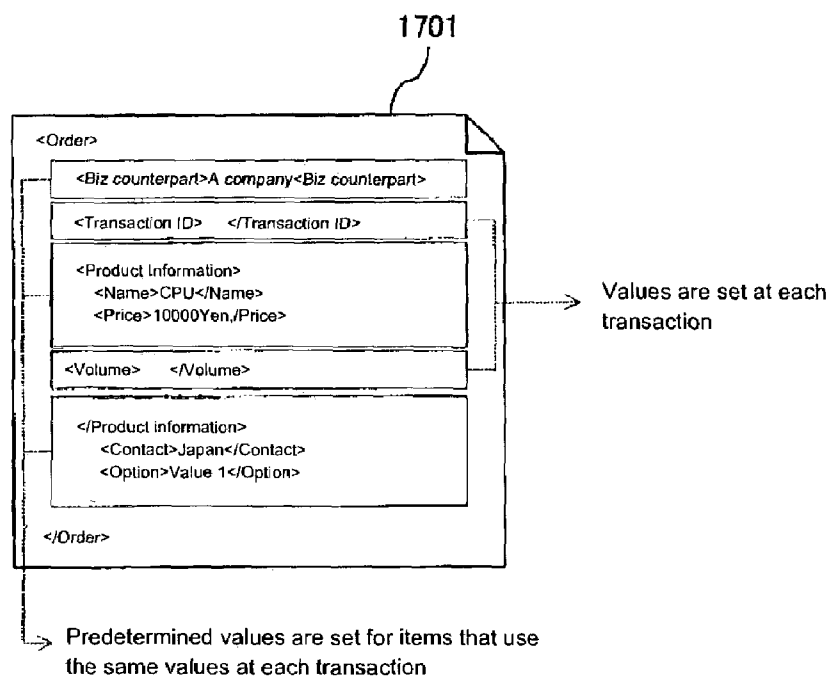 1701
<Order>
<Biz counterpart>A company<Biz counterpart>
<Transaction ID> </Transaction ID>
<Product Information>
<Name>CPU</Name>
<Price>10000Yen,/Price>
<Volume> </Volume>
</Product information>
<Contact>Japan</Contact>
<Option>Value 1</Option>
</Order>
Values are set at each
transaction
Predetermined values are set for items that use
the same values at each transaction